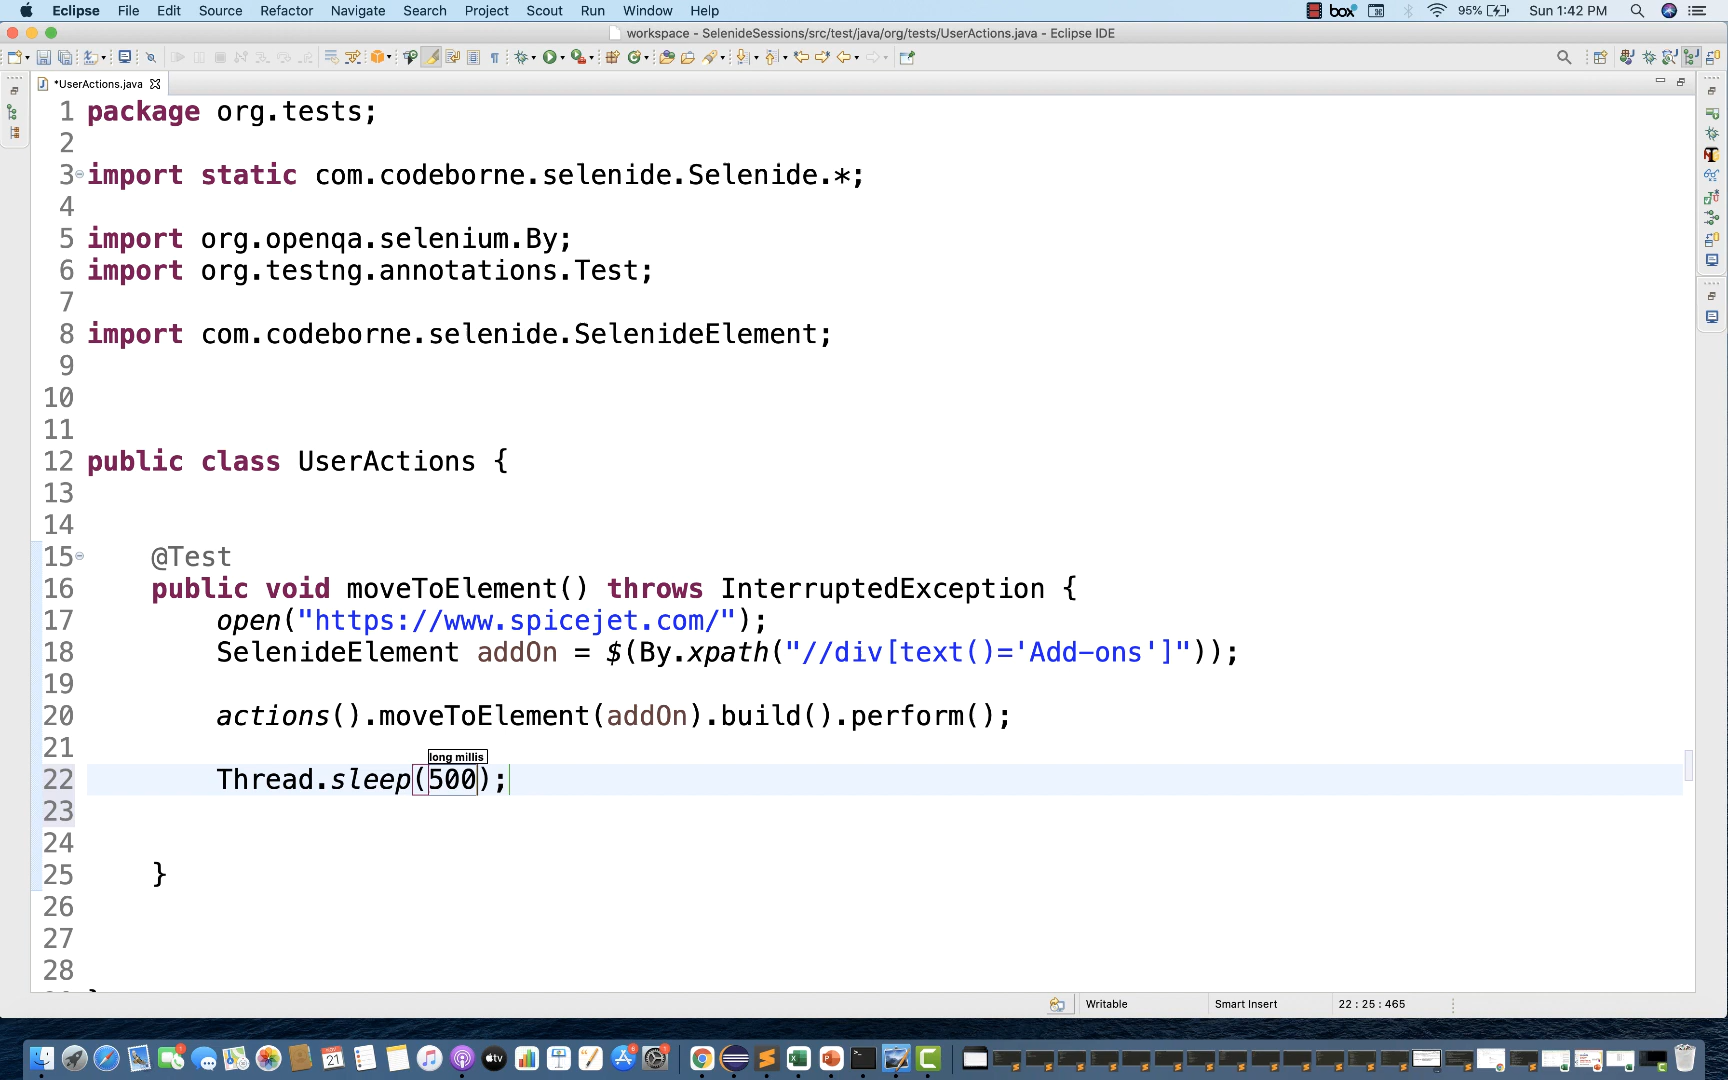 Eclipse File Edit Source Refactor Navigate Search Project Scout Run Window Help box 95% Sun 1:42 PM
workspace - SelenideSessions/src/test/java/org/tests/UserActions.java - Eclipse IDE
*UserActions.java
1 package org.tests;
2
3 import static com.codeborne.selenide.Selenide.*;
4
5 import org.openqa.selenium.By;
6 import org.testng.annotations.Test;
7
8 import com.codeborne.selenide.SelenideElement;
9
10
11
12 public class UserActions {
13
14
15 @Test
16 public void moveToElement() throws InterruptedException {
17 open("https://www.spicejet.com/");
18 SelenideElement addOn = $(By.xpath("//div[text()='Add-ons']"));
19
20 actions().moveToElement(addOn).build().perform();
21
long millis
22 Thread.sleep(500);
23
24
25 }
26
27
28
Writable Smart Insert 22 : 25 : 465